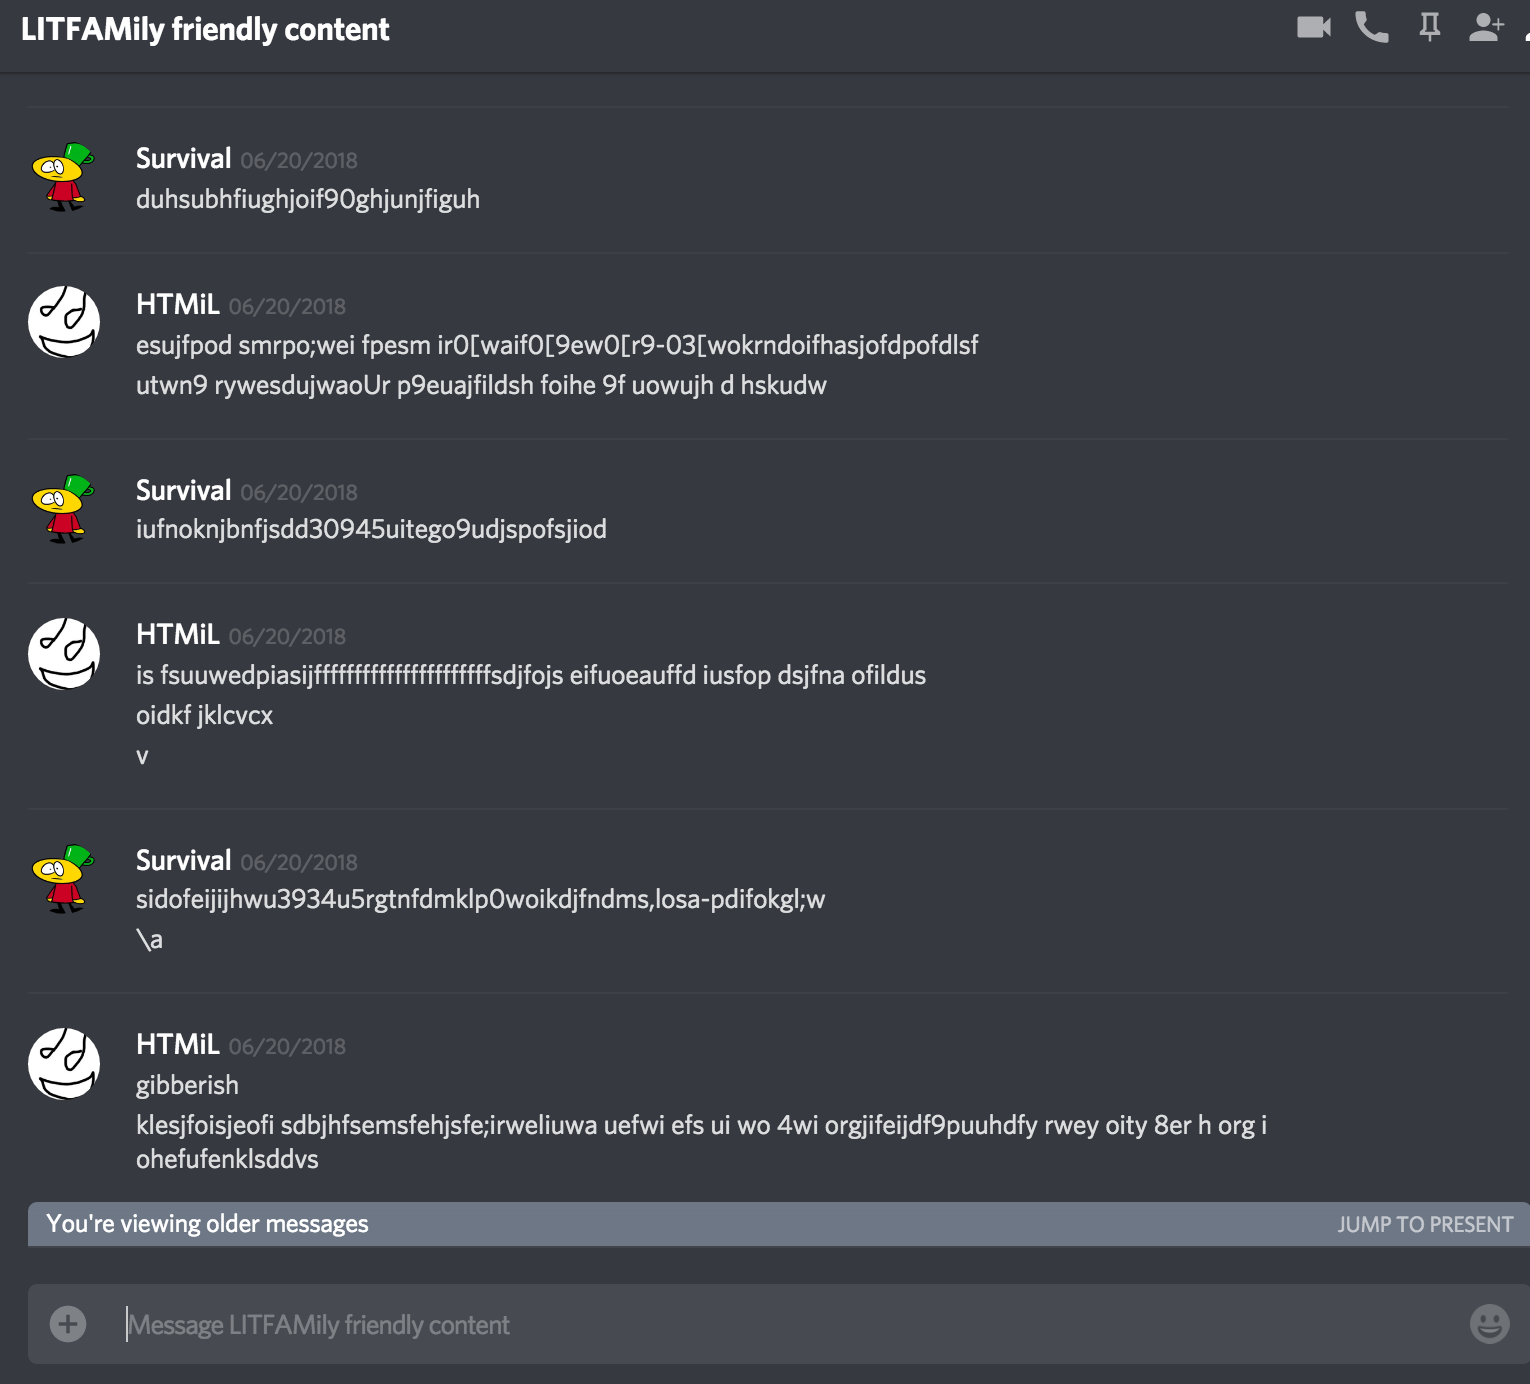 LITFAMily friendly content
Survival 06/20/2018
duhsubhfiughjoif90ghjunjfiguh
HTMiL 06/20/2018
esujfpod smrpo;wei fpesm ir0[waif0[9ew0[r9-03[wokrndoifhasjofdpofdlsf
utwn9 rywesdujwaoUr p9euajfildsh foihe 9f uowujh d hskudw
Survival 06/20/2018
iufnoknjbnfjsdd30945uitego9udjspofsjiod
HTMiL 06/20/2018
is fsuuwedpiasijffffffffffffffffffffffsdjfojs eifuoeauffd iusfop dsjfna ofildus
oidkf jklcvcx
v
Survival 06/20/2018
sidofeijijhwu3934u5rgtnfdmklp0woikdjfndms,losa-pdifokgl;w
\a
HTMiL 06/20/2018
gibberish
klesjfoisjeofi sdbjhfsemsfehjsfe;irweliuwa uefwi efs ui wo 4wi orgjifeijdf9puuhdfy rwey oity 8er h org i
ohefufenklsddvs
You're viewing older messages JUMP TO PRESENT
Message LITFAMily friendly content